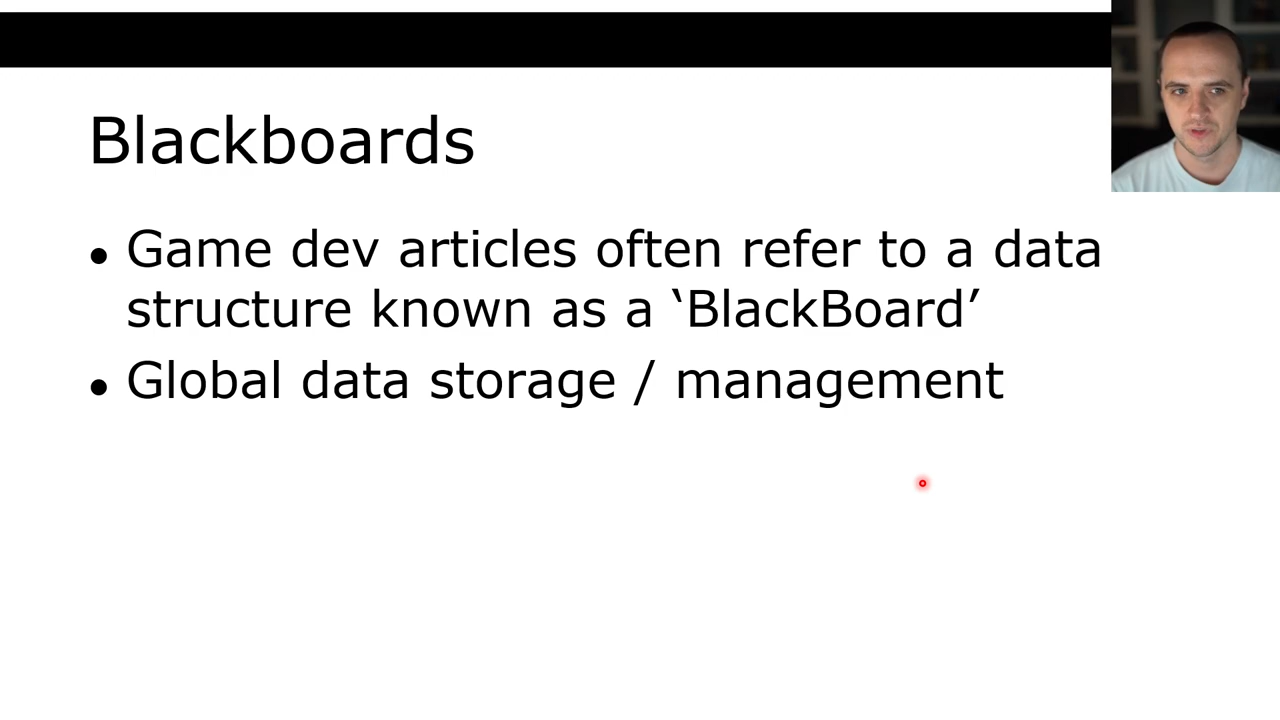 Blackboards
• Game dev articles often refer to a data
structure known as a ‘BlackBoard’
• Global data storage / management